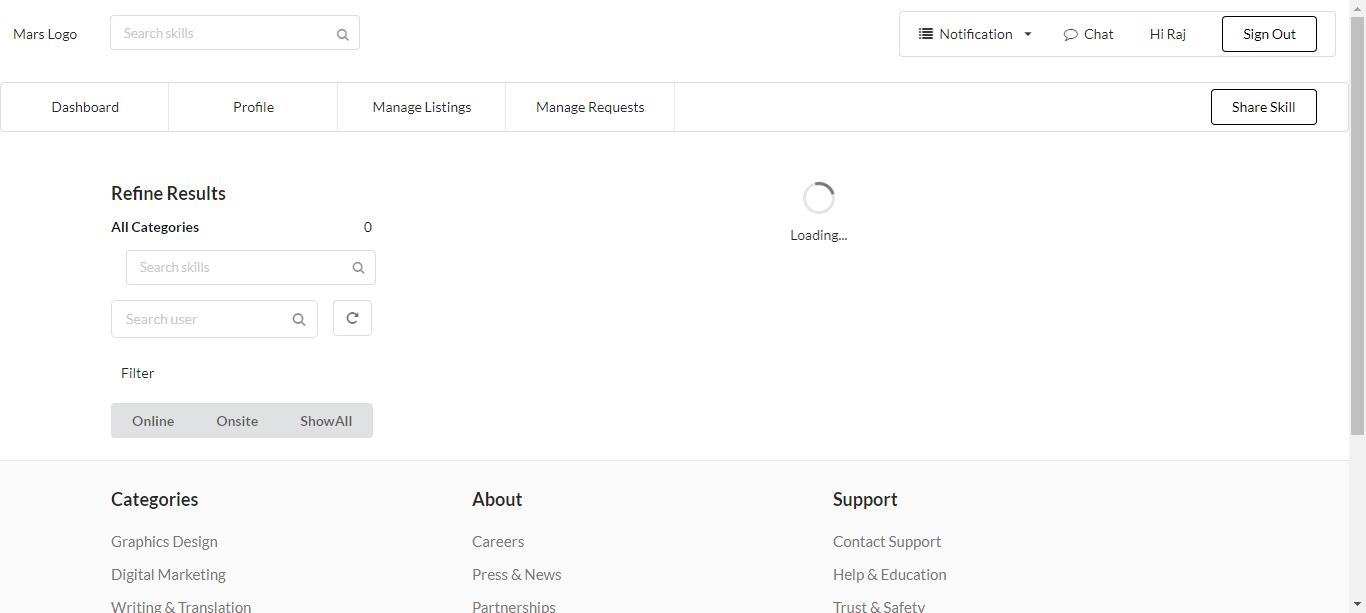 Mars Logo
Search skills
Notification
Chat
Hi Raj
Sign Out
Dashboard
Profile
Manage Listings
Manage Requests
Share Skill
Refine Results
All Categories 0
Search skills
Search user
Filter
Online Onsite ShowAll
Loading...
Categories
Graphics Design
Digital Marketing
Writing & Translation
About
Careers
Press & News
Partnerships
Support
Contact Support
Help & Education
Trust & Safety